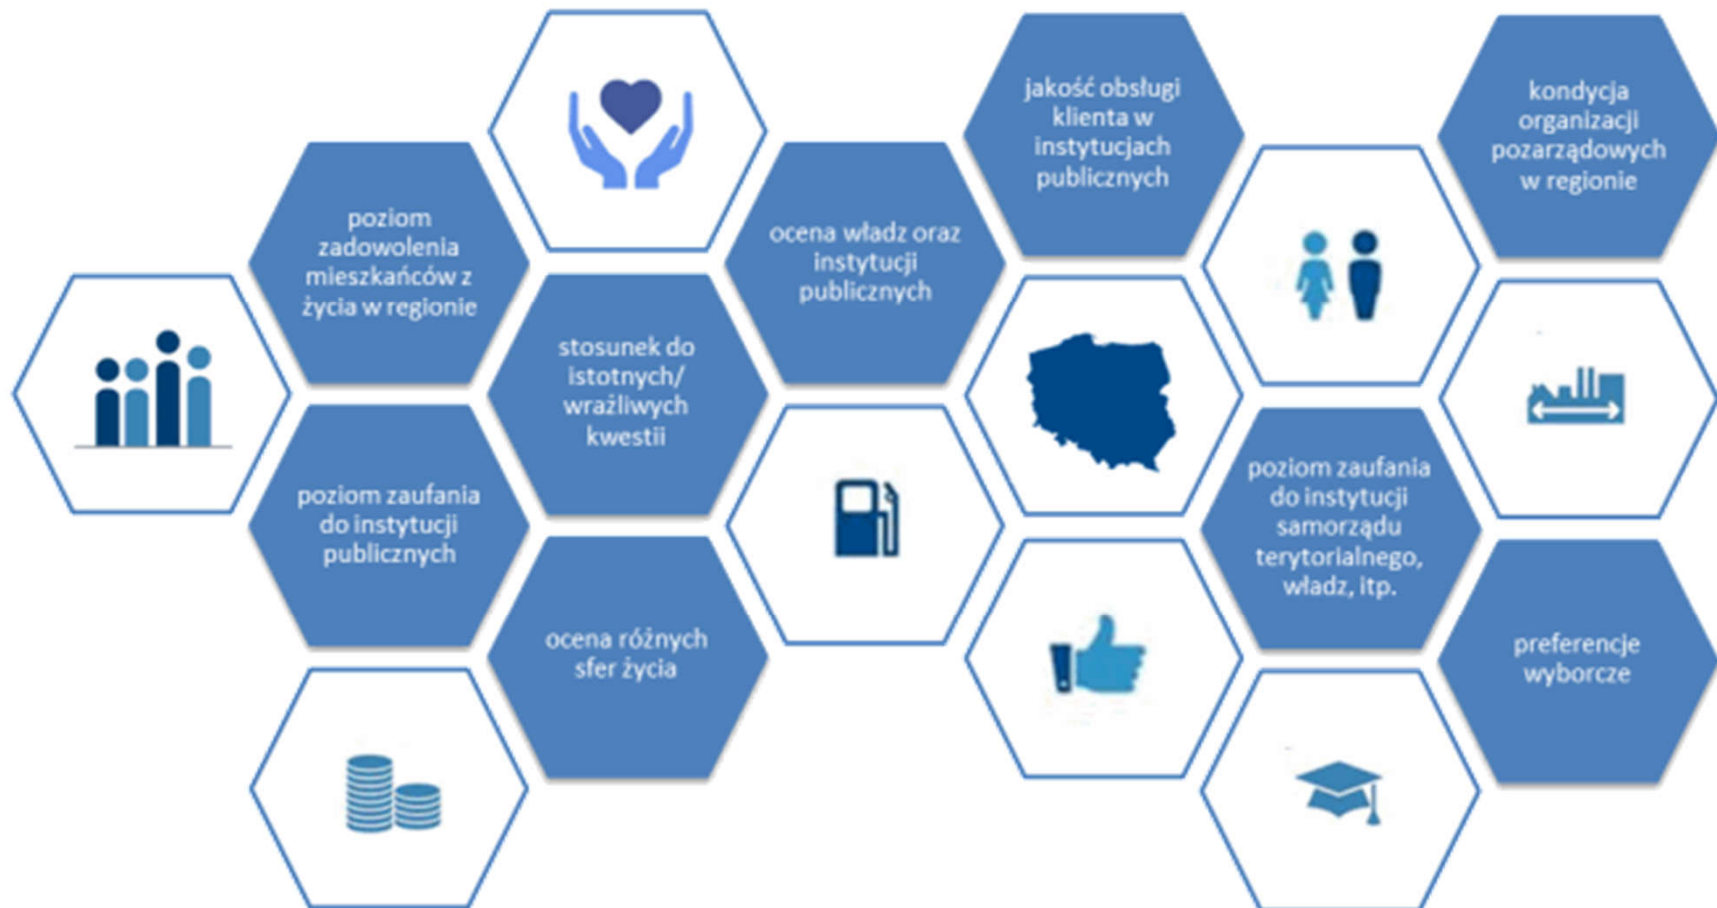 poziom
zadowolenia
mieszkańców z
życia w regionie
poziom zaufania
do instytucji
publicznych
stosunek do
istotnych/
wrażliwych
kwestii
ocena różnych
sfer życia
ocena władz oraz
instytucji
publicznych
jakość obsługi
klienta w
instytucjach
publicznych
poziom zaufania
do instytucji
samorządu
terytorialnego,
władz, itp.
kondycja
organizacji
pozarządowych
w regionie
preferencje
wyborcze